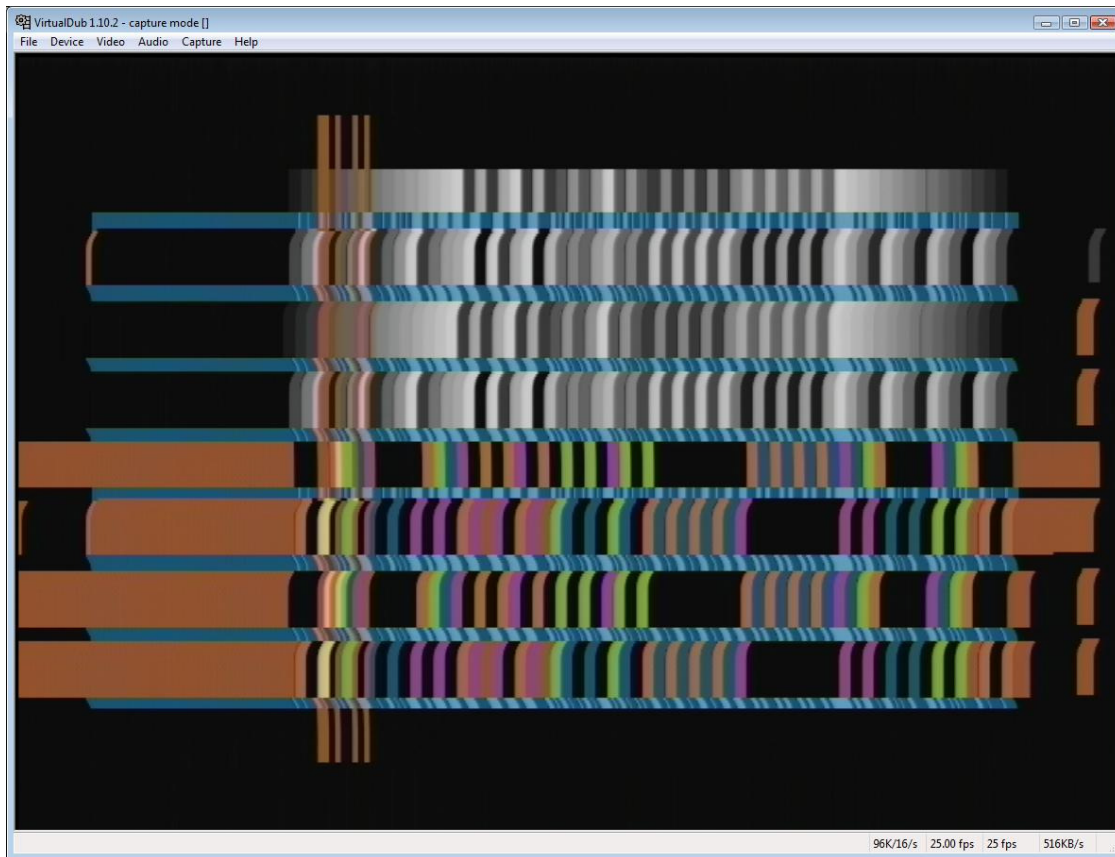 VirtualDub 1.10.2 - capture mode []
File Device Video Audio Capture Help
96K/16/s 25.00 fps 25 fps 516KB/s